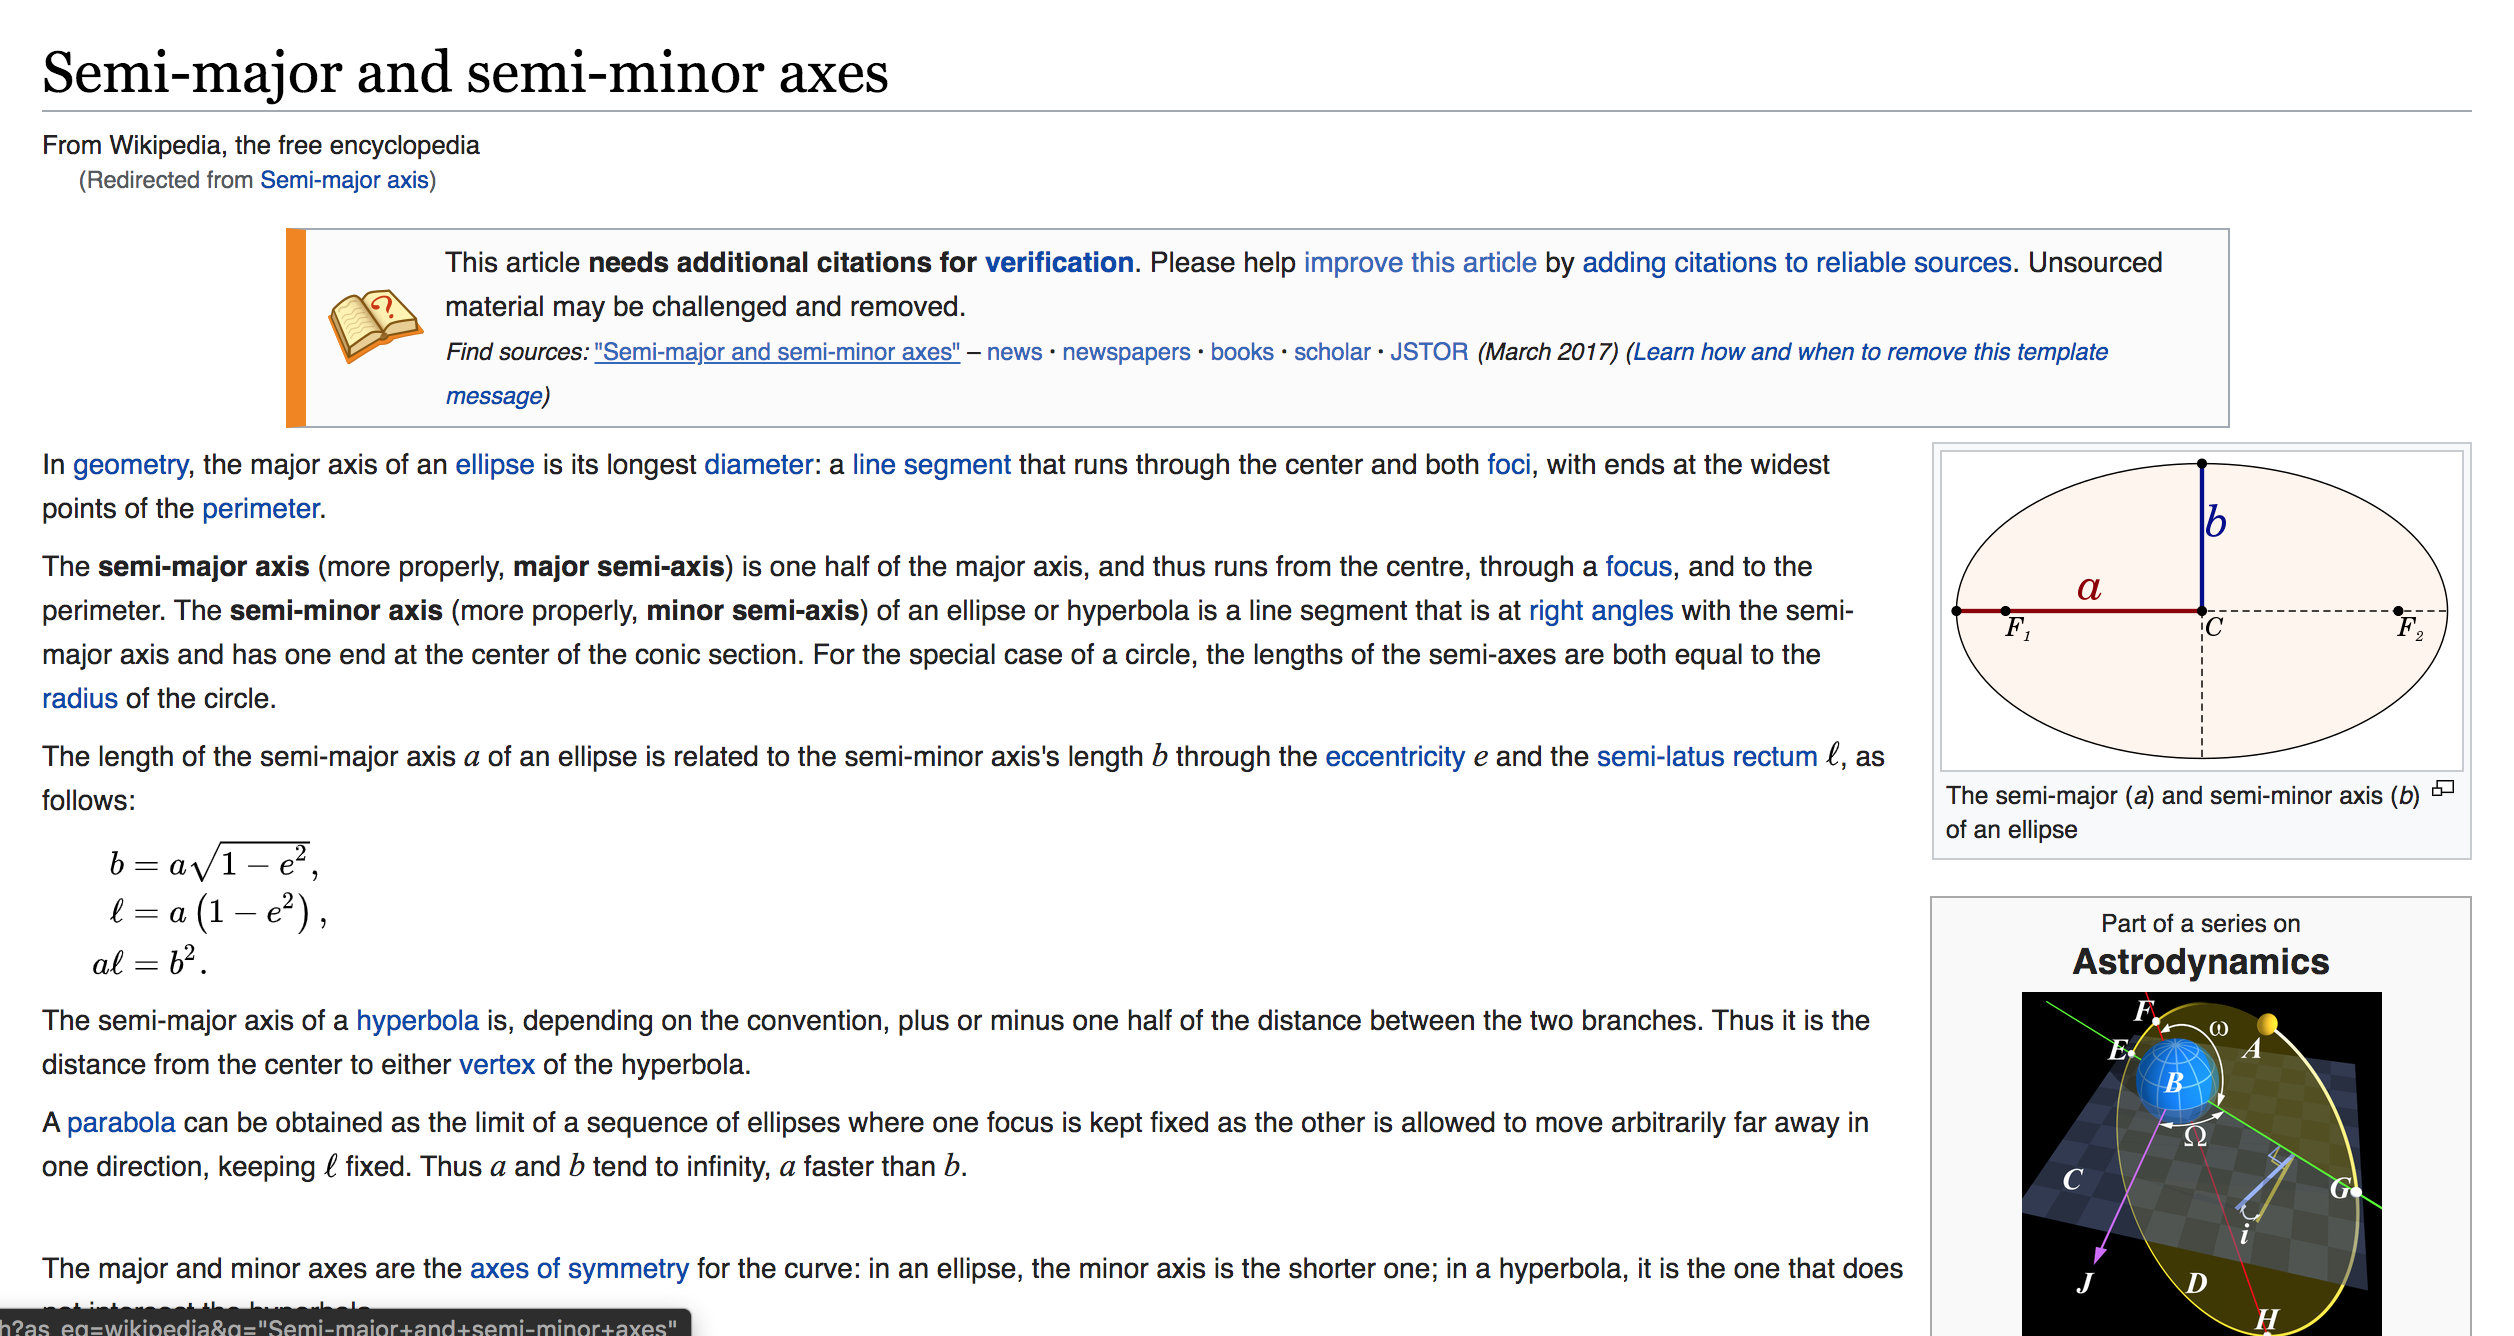 Semi-major and semi-minor axes
From Wikipedia, the free encyclopedia
(Redirected from Semi-major axis)
This article needs additional citations for verification. Please help improve this article by adding citations to reliable sources. Unsourced
material may be challenged and removed.
Find sources: "Semi-major and semi-minor axes" – news · newspapers · books · scholar · JSTOR (March 2017) (Learn how and when to remove this template
message)
In geometry, the major axis of an ellipse is its longest diameter: a line segment that runs through the center and both foci, with ends at the widest
points of the perimeter.
The semi-major axis (more properly, major semi-axis) is one half of the major axis, and thus runs from the centre, through a focus, and to the
perimeter. The semi-minor axis (more properly, minor semi-axis) of an ellipse or hyperbola is a line segment that is at right angles with the semi-
major axis and has one end at the center of the conic section. For the special case of a circle, the lengths of the semi-axes are both equal to the
radius of the circle.
The length of the semi-major axis a of an ellipse is related to the semi-minor axis's length b through the eccentricity e and the semi-latus rectum ℓ, as
follows:
b = a√(1 − e²),
ℓ = a (1 − e²),
aℓ = b².
The semi-major axis of a hyperbola is, depending on the convention, plus or minus one half of the distance between the two branches. Thus it is the
distance from the center to either vertex of the hyperbola.
A parabola can be obtained as the limit of a sequence of ellipses where one focus is kept fixed as the other is allowed to move arbitrarily far away in
one direction, keeping ℓ fixed. Thus a and b tend to infinity, a faster than b.
The major and minor axes are the axes of symmetry for the curve: in an ellipse, the minor axis is the shorter one; in a hyperbola, it is the one that does
not intersect the hyperbola.
h?as_eq=wikipedia&q="Semi-major+and+semi-minor+axes"
b
a
F₁
C
F₂
The semi-major (a) and semi-minor axis (b)
of an ellipse
Part of a series on
Astrodynamics
F
ω
E
A
B
Ω
C
G
i
J
D
H